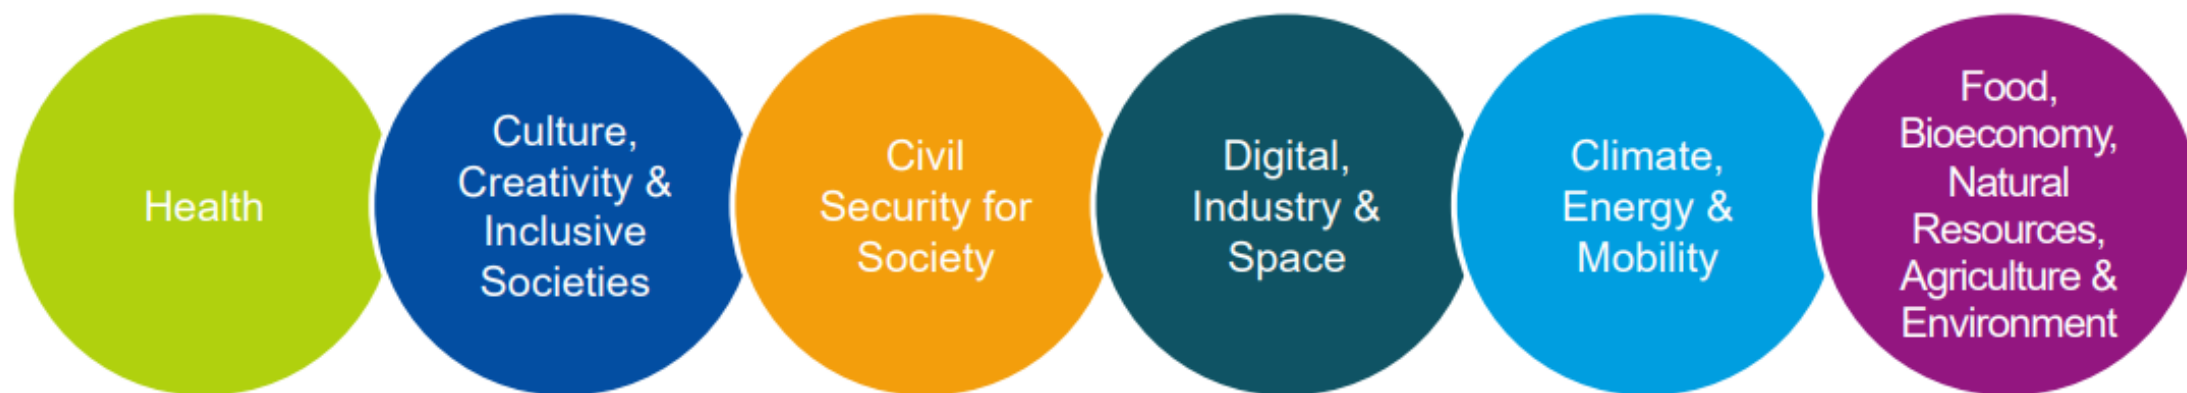 Health
Culture,
Creativity &
Inclusive
Societies
Civil
Security for
Society
Digital,
Industry &
Space
Climate,
Energy &
Mobility
Food,
Bioeconomy,
Natural
Resources,
Agriculture &
Environment